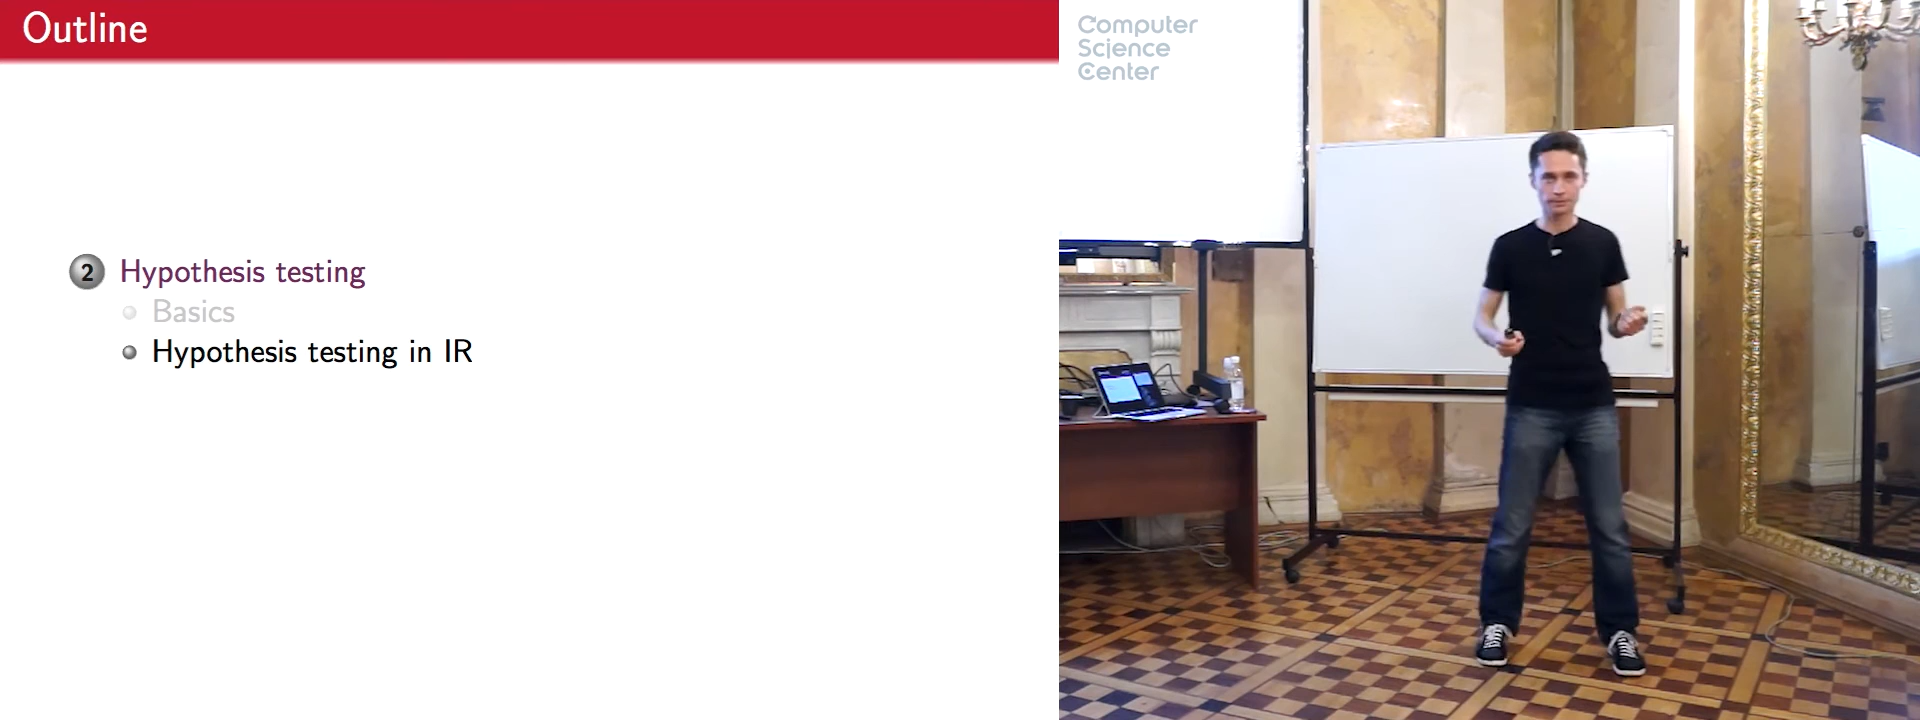 Outline
2 Hypothesis testing
Basics
Hypothesis testing in IR
Computer
Science
Center